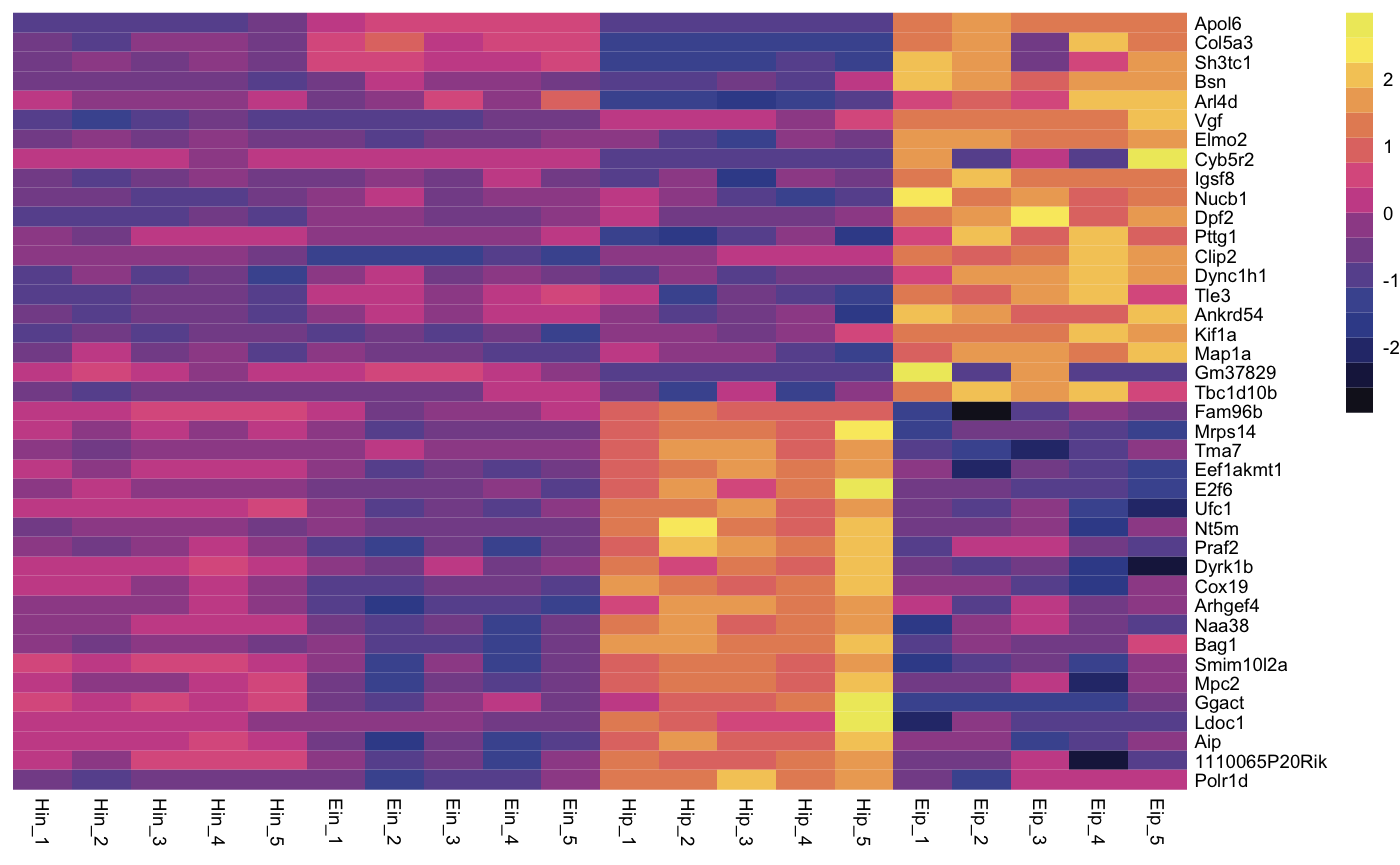 Apol6
Col5a3
Sh3tc1
Bsn
Arl4d
Vgf
Elmo2
Cyb5r2
Igsf8
Nucb1
Dpf2
Pttg1
Clip2
Dync1h1
Tle3
Ankrd54
Kif1a
Map1a
Gm37829
Tbc1d10b
Fam96b
Mrps14
Tma7
Eef1akmt1
E2f6
Ufc1
Nt5m
Praf2
Dyrk1b
Cox19
Arhgef4
Naa38
Bag1
Smim10l2a
Mpc2
Ggact
Ldoc1
Aip
1110065P20Rik
Polr1d
2
1
0
-1
-2
Hin_1
Hin_2
Hin_3
Hin_4
Hin_5
Ein_1
Ein_2
Ein_3
Ein_4
Ein_5
Hip_1
Hip_2
Hip_3
Hip_4
Hip_5
Eip_1
Eip_2
Eip_3
Eip_4
Eip_5